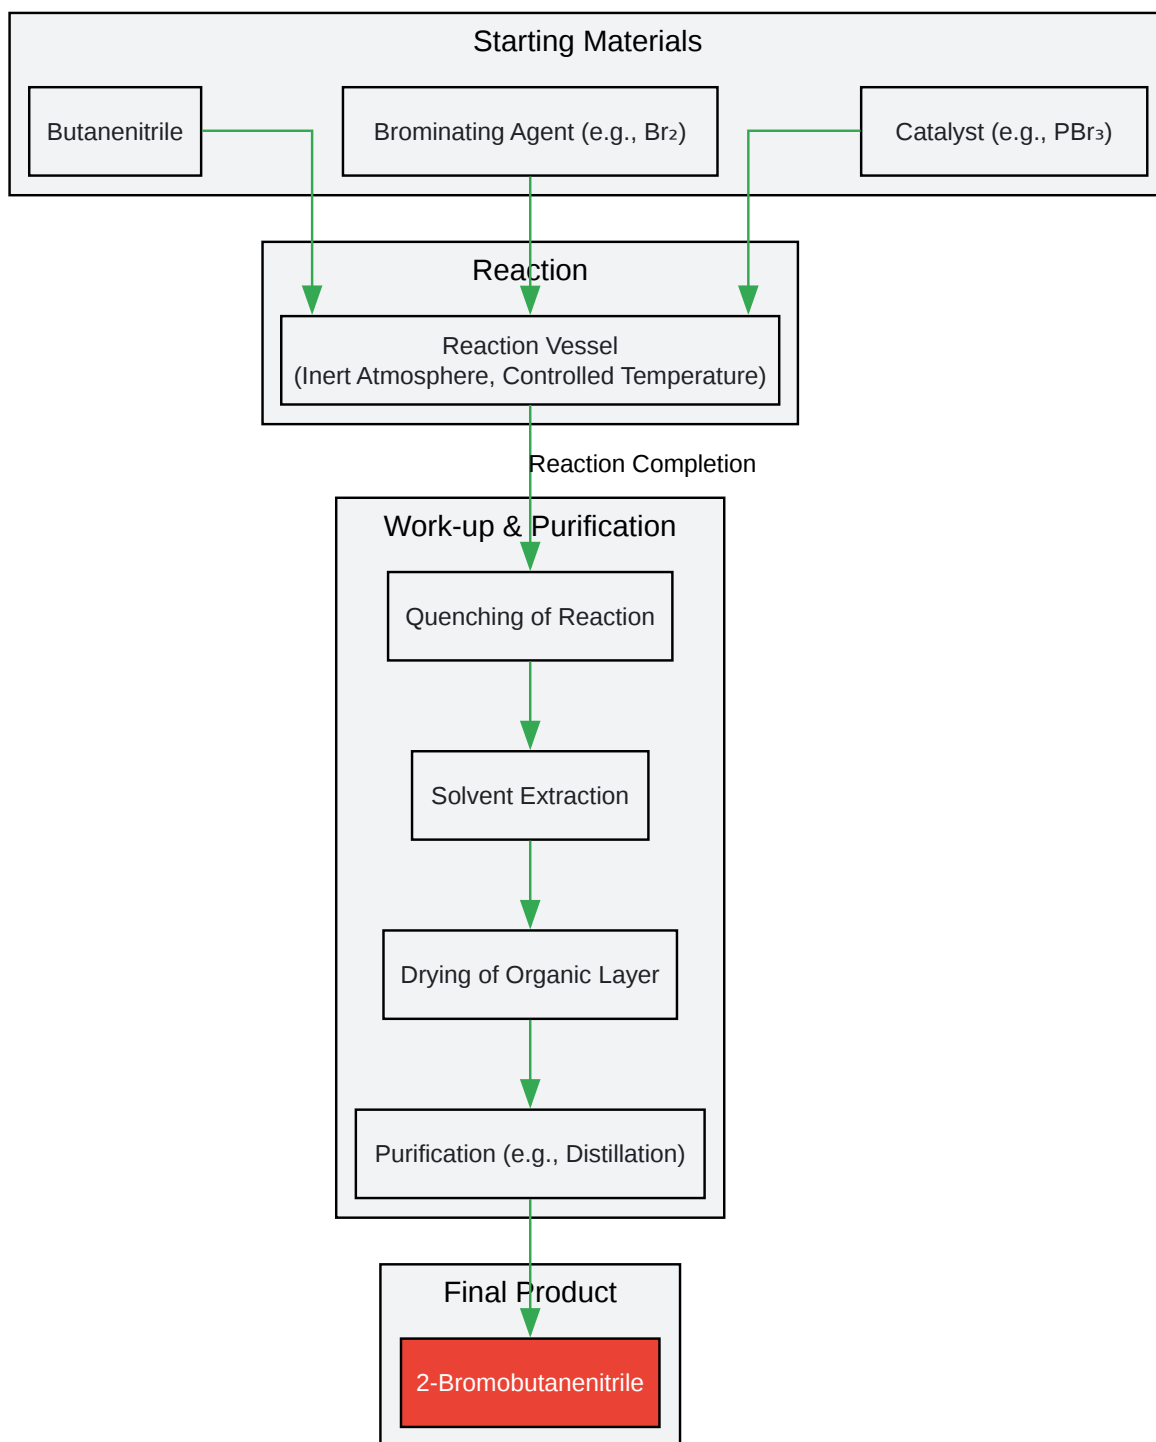 Starting Materials
Butanenitrile
Brominating Agent (e.g., Br₂)
Catalyst (e.g., PBr₃)
Reaction
Reaction Vessel
(Inert Atmosphere, Controlled Temperature)
Reaction Completion
Work-up & Purification
Quenching of Reaction
Solvent Extraction
Drying of Organic Layer
Purification (e.g., Distillation)
Final Product
2-Bromobutanenitrile